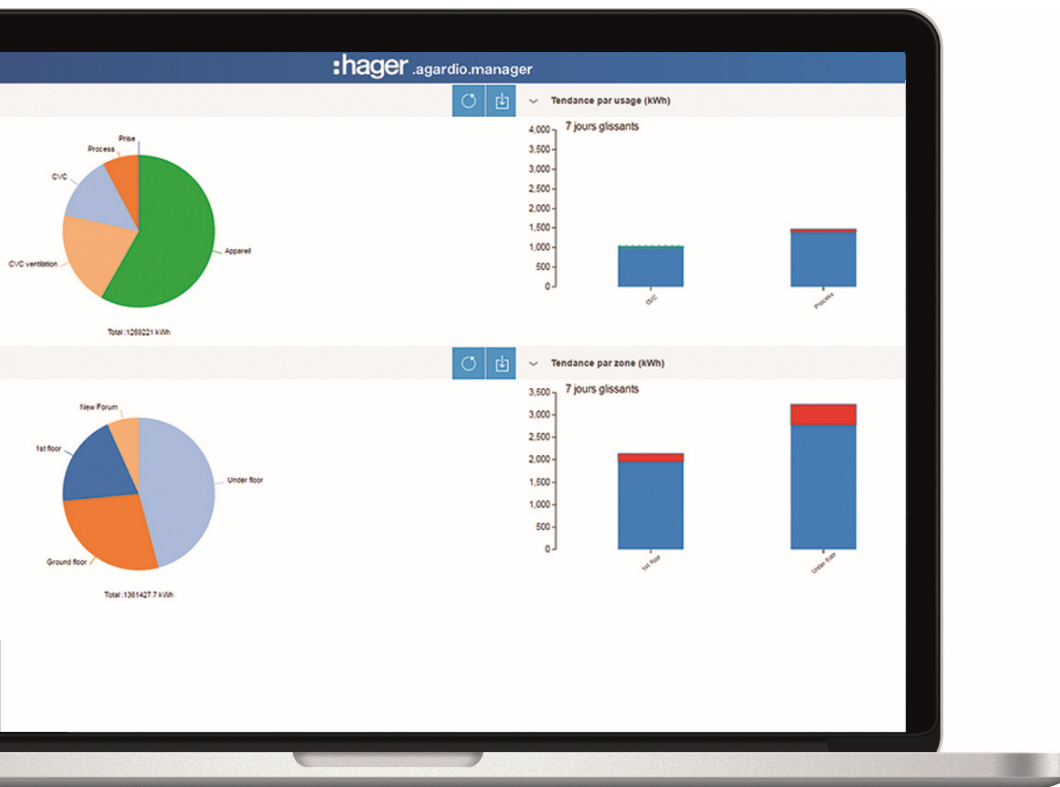 :hager .agardio.manager
Tendance par usage (kWh)
Prise
Process
CVC
CVC ventilation
Appareil
Total :1289221 kWh
7 jours glissants
4,000
3,500
3,000
2,500
2,000
1,500
1,000
500
0
CVC
Process
Tendance par zone (kWh)
New Forum
1st floor
Under floor
Ground floor
Total :1361427.7 kWh
7 jours glissants
3,500
3,000
2,500
2,000
1,500
1,000
500
0
1st floor
Under floor